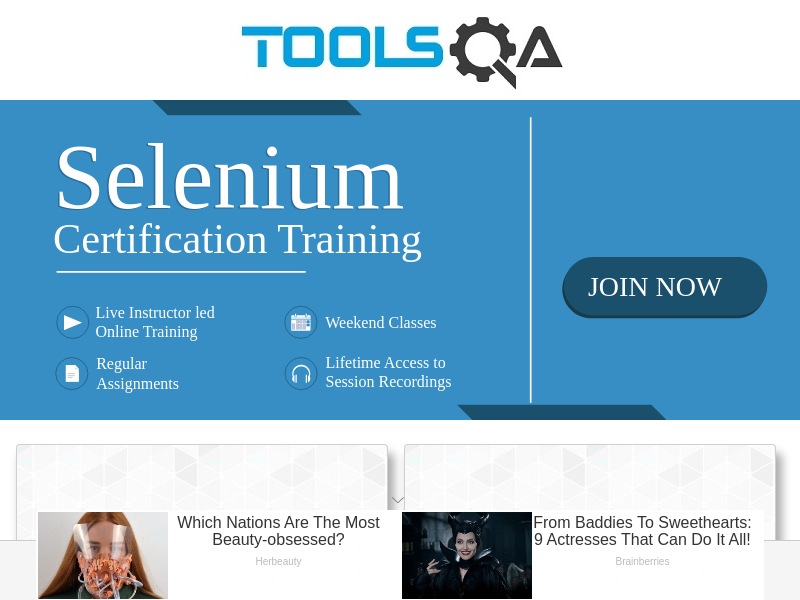 TOOLSQA
Selenium
Certification Training
Live Instructor led
Online Training
Weekend Classes
Regular
Assignments
Lifetime Access to
Session Recordings
JOIN NOW
Which Nations Are The Most
Beauty-obsessed?
Herbeauty
From Baddies To Sweethearts:
9 Actresses That Can Do It All!
Brainberries